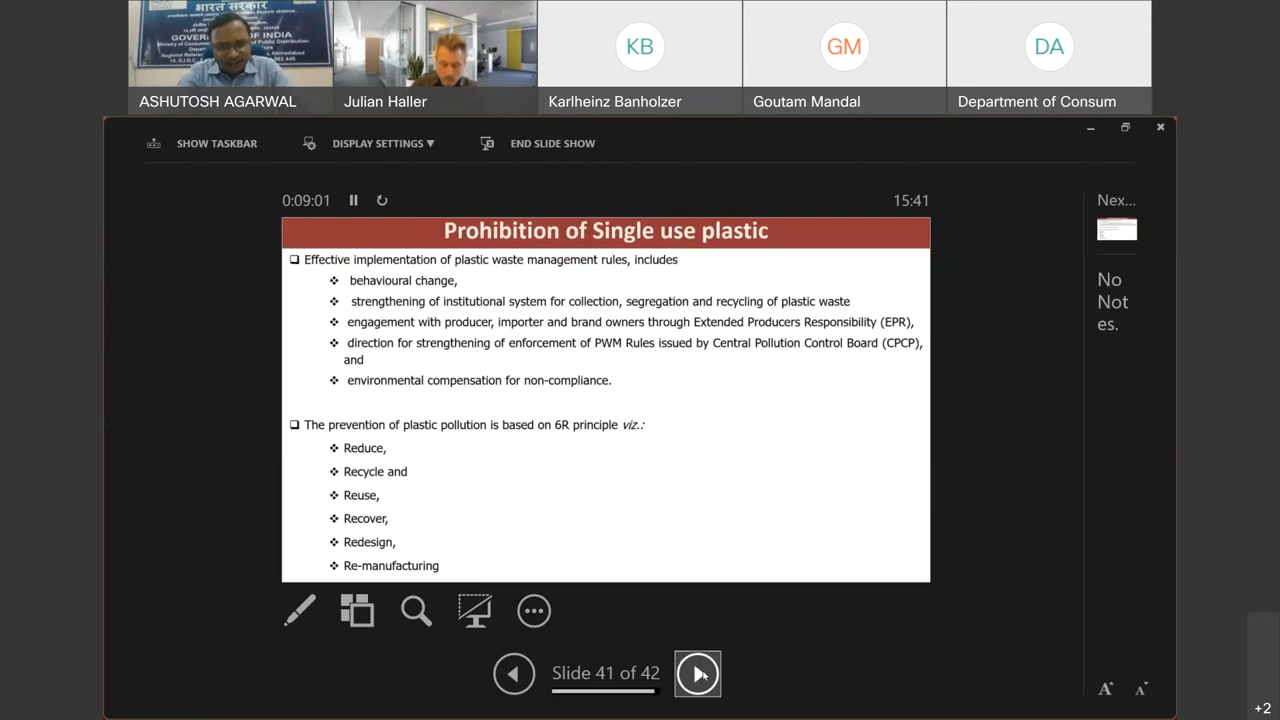 भारत सरकार
GOVERNMENT OF INDIA
ASHUTOSH AGARWAL
Julian Haller
KB
Karlheinz Banholzer
GM
Goutam Mandal
DA
Department of Consum
SHOW TASKBAR
DISPLAY SETTINGS ▼
END SLIDE SHOW
0:09:01
15:41
Nex...
Prohibition of Single use plastic
❑ Effective implementation of plastic waste management rules, includes
❖ behavioural change,
❖ strengthening of institutional system for collection, segregation and recycling of plastic waste
❖ engagement with producer, importer and brand owners through Extended Producers Responsibility (EPR),
❖ direction for strengthening of enforcement of PWM Rules issued by Central Pollution Control Board (CPCP),
and
❖ environmental compensation for non-compliance.
❑ The prevention of plastic pollution is based on 6R principle viz.:
❖ Reduce,
❖ Recycle and
❖ Reuse,
❖ Recover,
❖ Redesign,
❖ Re-manufacturing
No
Not
es.
Slide 41 of 42
A A
+2